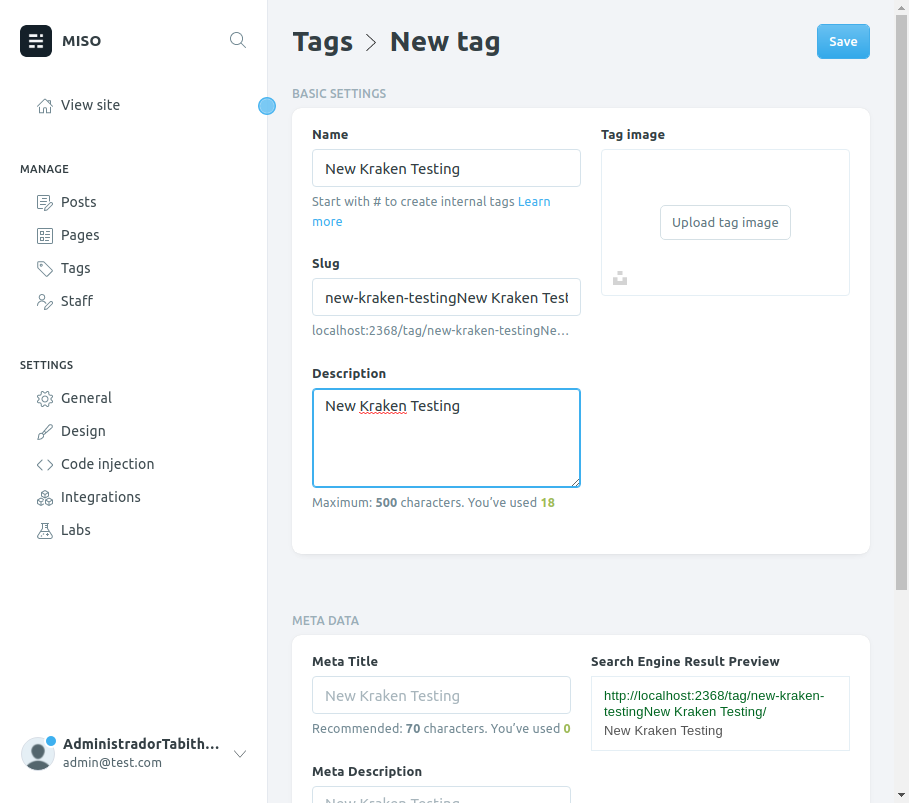 MISO
View site
MANAGE
Posts
Pages
Tags
Staff
SETTINGS
General
Design
Code injection
Integrations
Labs
AdministradorTabith...
admin@test.com
Tags > New tag
Save
BASIC SETTINGS
Name
New Kraken Testing
Start with # to create internal tags Learn
more
Slug
new-kraken-testingNew Kraken Test
localhost:2368/tag/new-kraken-testingNe...
Description
New Kraken Testing
Maximum: 500 characters. You’ve used 18
Tag image
Upload tag image
META DATA
Meta Title
New Kraken Testing
Recommended: 70 characters. You’ve used 0
Meta Description
New Kraken Testing
Search Engine Result Preview
http://localhost:2368/tag/new-kraken-
testingNew Kraken Testing/
New Kraken Testing